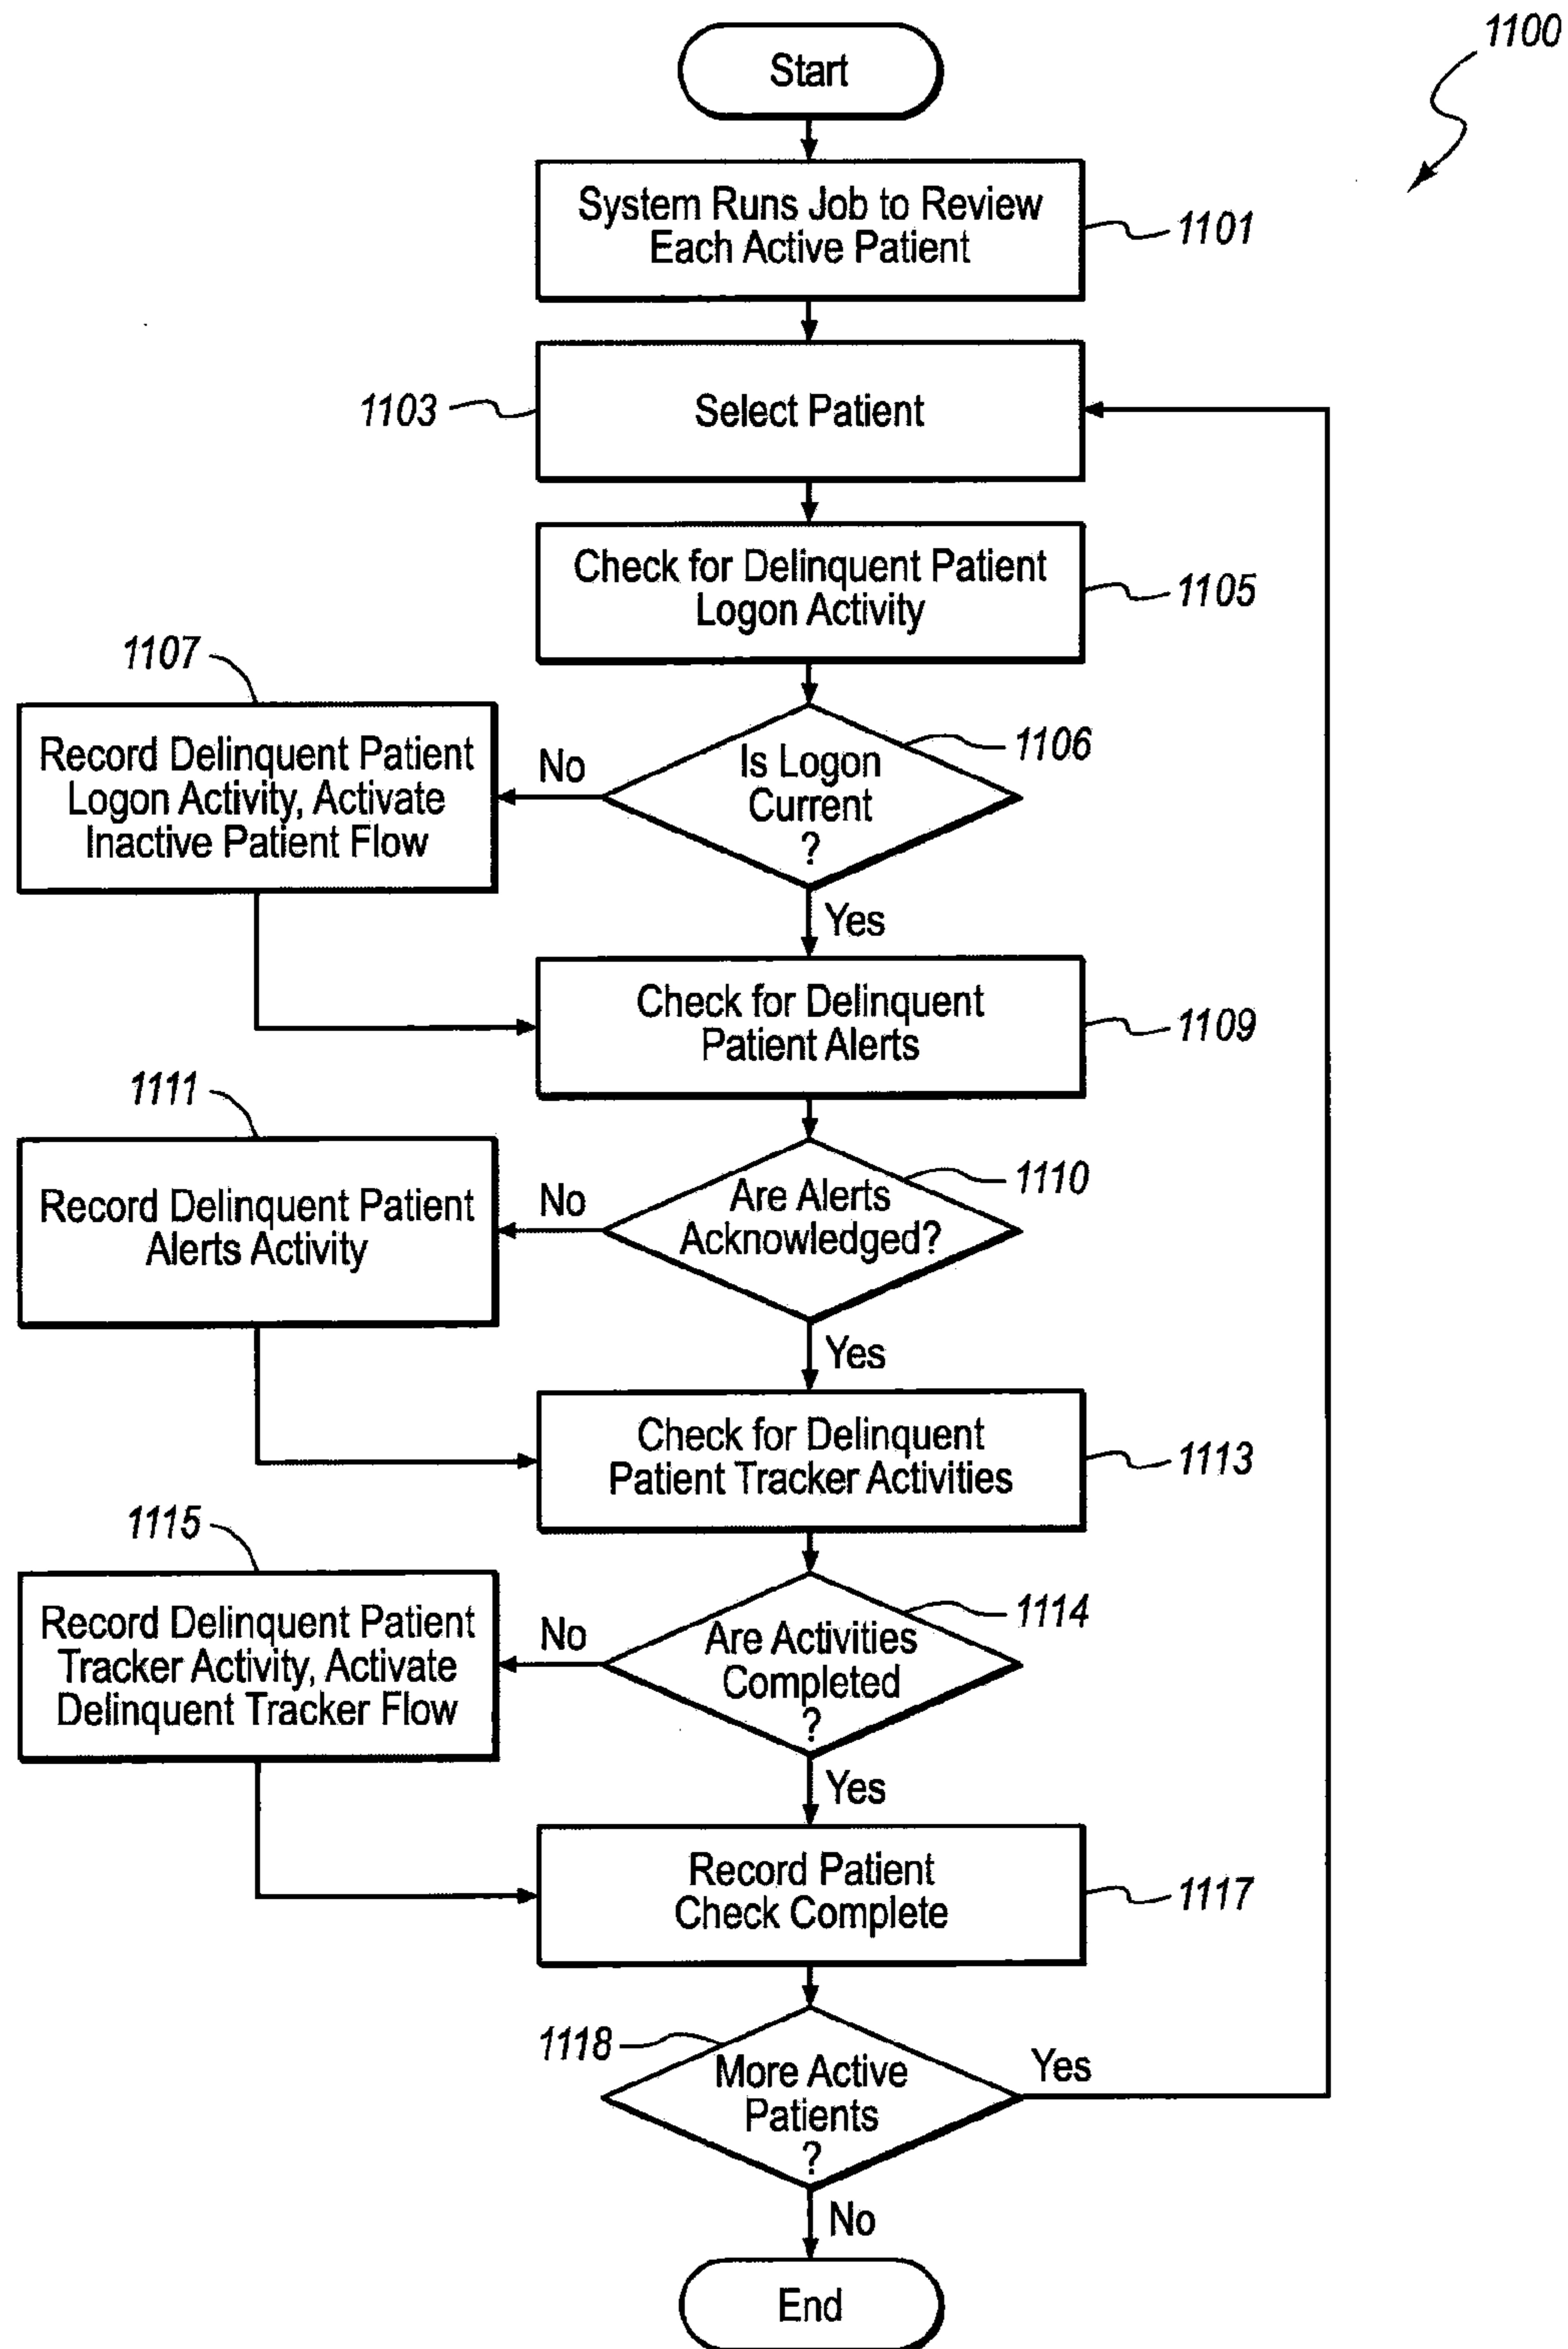 1100
Start
System Runs Job to Review
Each Active Patient
1101
1103
Select Patient
Check for Delinquent Patient
Logon Activity
1105
1107
Record Delinquent Patient
Logon Activity, Activate
Inactive Patient Flow
No
Is Logon
Current
?
1106
Yes
Check for Delinquent
Patient Alerts
1109
1111
Record Delinquent Patient
Alerts Activity
No
Are Alerts
Acknowledged?
1110
Yes
Check for Delinquent
Patient Tracker Activities
1113
1115
Record Delinquent Patient
Tracker Activity, Activate
Delinquent Tracker Flow
No
Are Activities
Completed
?
1114
Yes
Record Patient
Check Complete
1117
1118
More Active
Patients
?
Yes
No
End